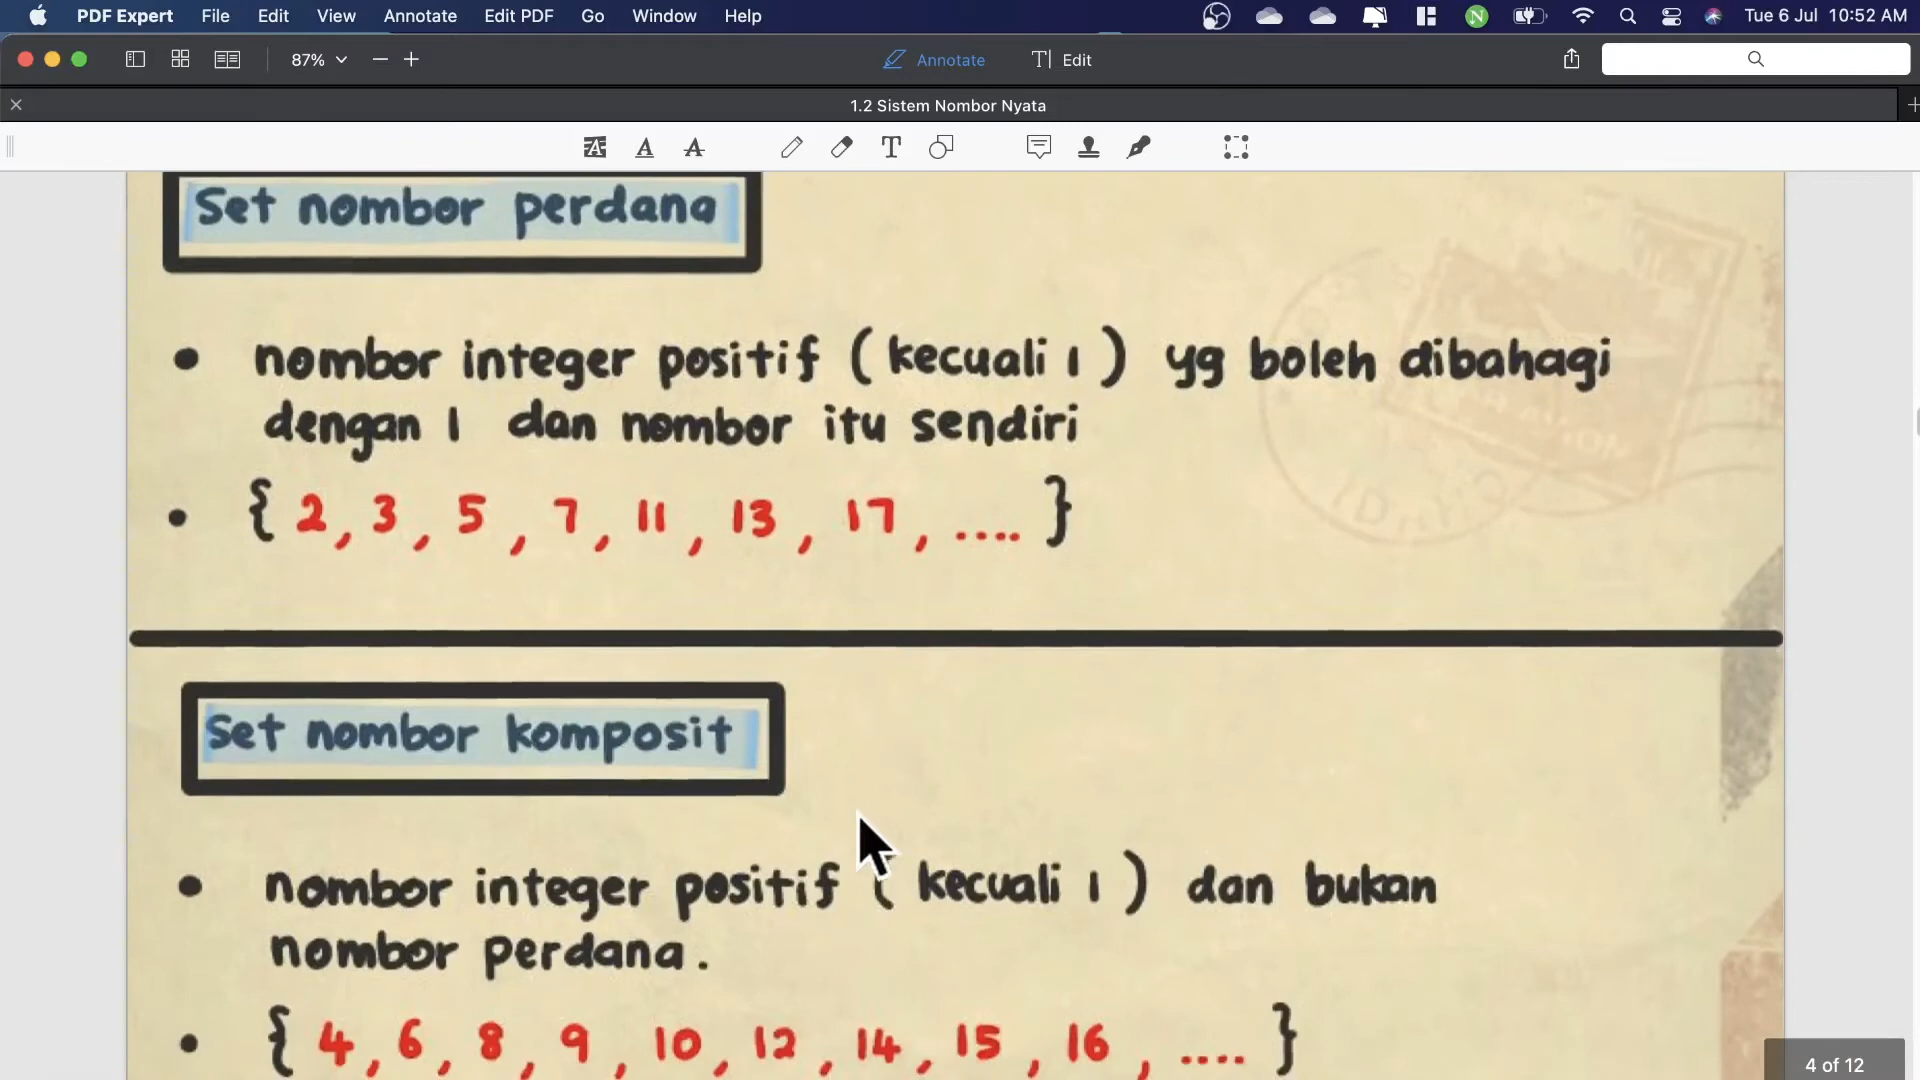 PDF Expert File Edit View Annotate Edit PDF Go Window Help Tue 6 Jul 10:52 AM
87% Annotate Edit
1.2 Sistem Nombor Nyata
Set nombor perdana
• nombor integer positif (kecuali 1) yg boleh dibahagi
dengan 1 dan nombor itu sendiri
• { 2, 3, 5, 7, 11, 13, 17, .... }
Set nombor komposit
• nombor integer positif (kecuali 1) dan bukan
nombor perdana.
• { 4, 6, 8, 9, 10, 12, 14, 15, 16, .... }
4 of 12